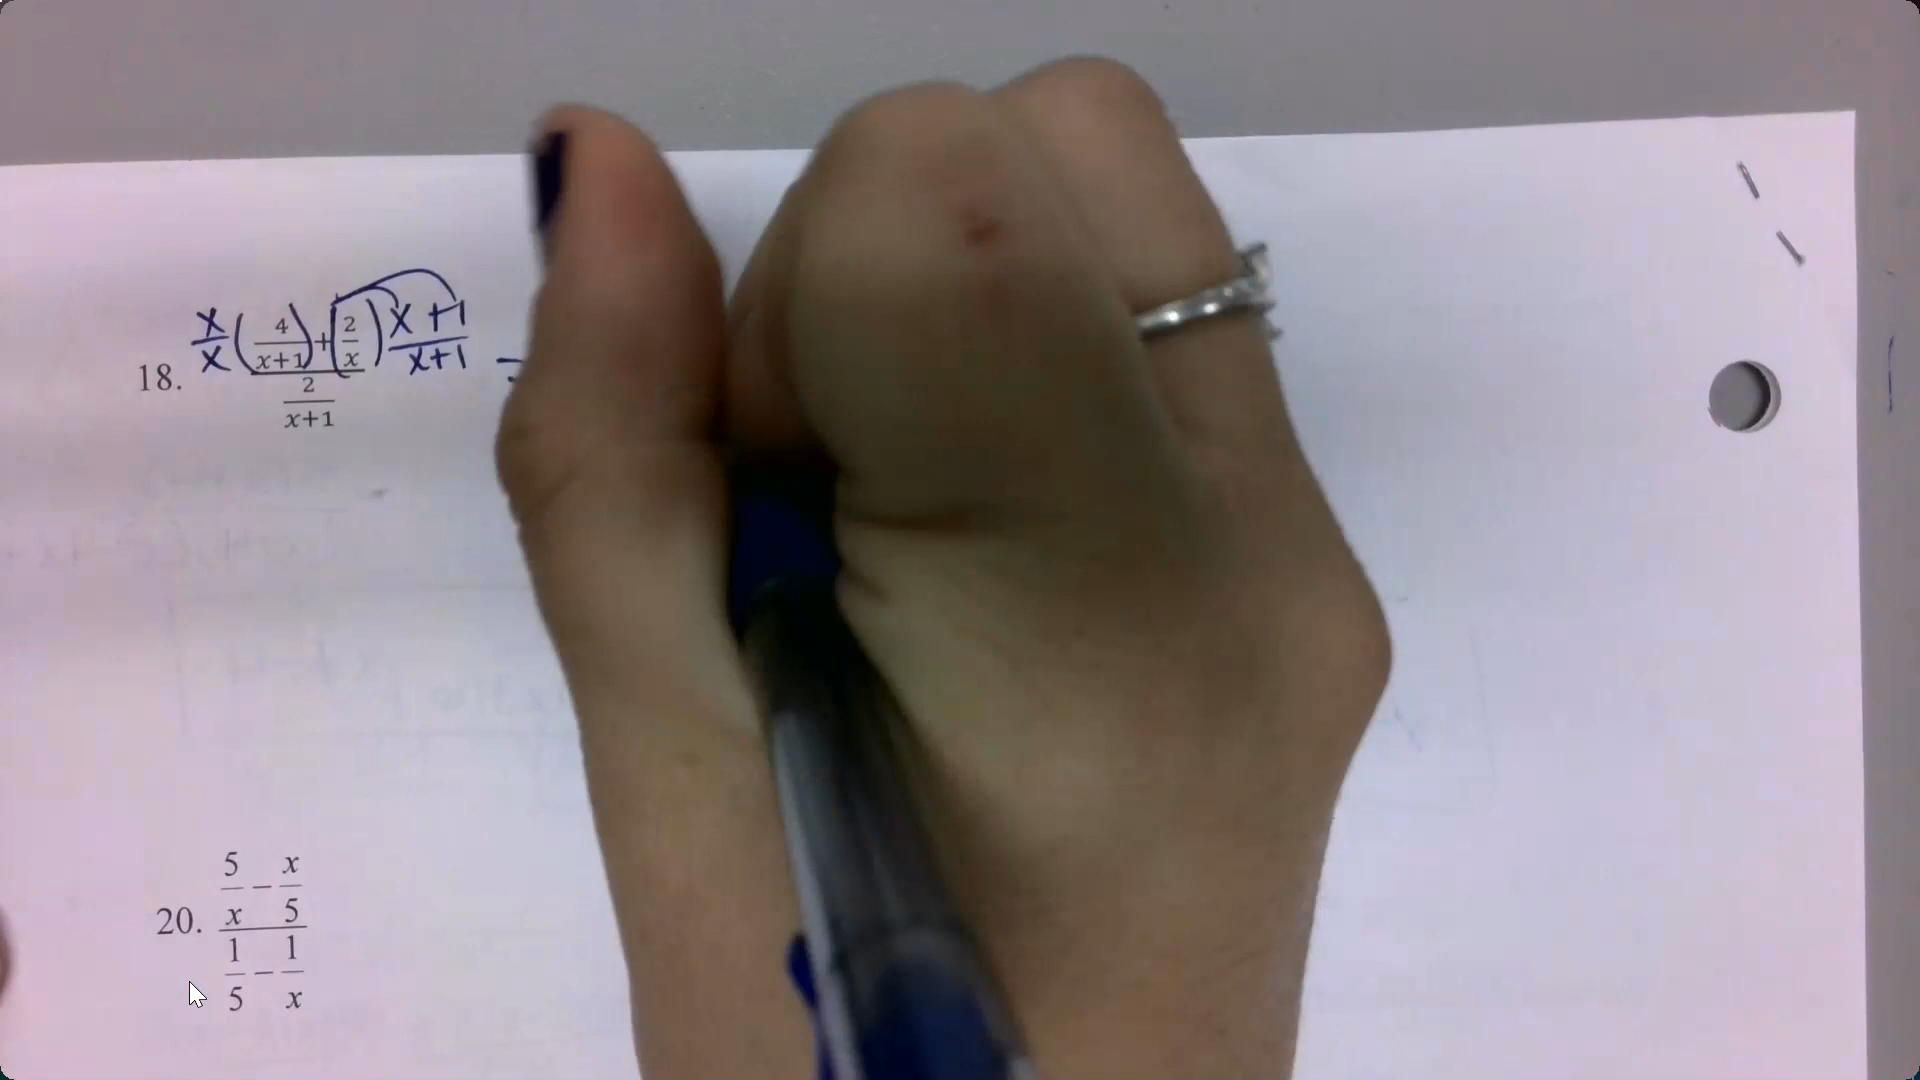 18. x/x (4/(x+1)) + (2/x) (x+1)/(x+1)
2/(x+1)
20. 5/x − x/5
1/5 − 1/x